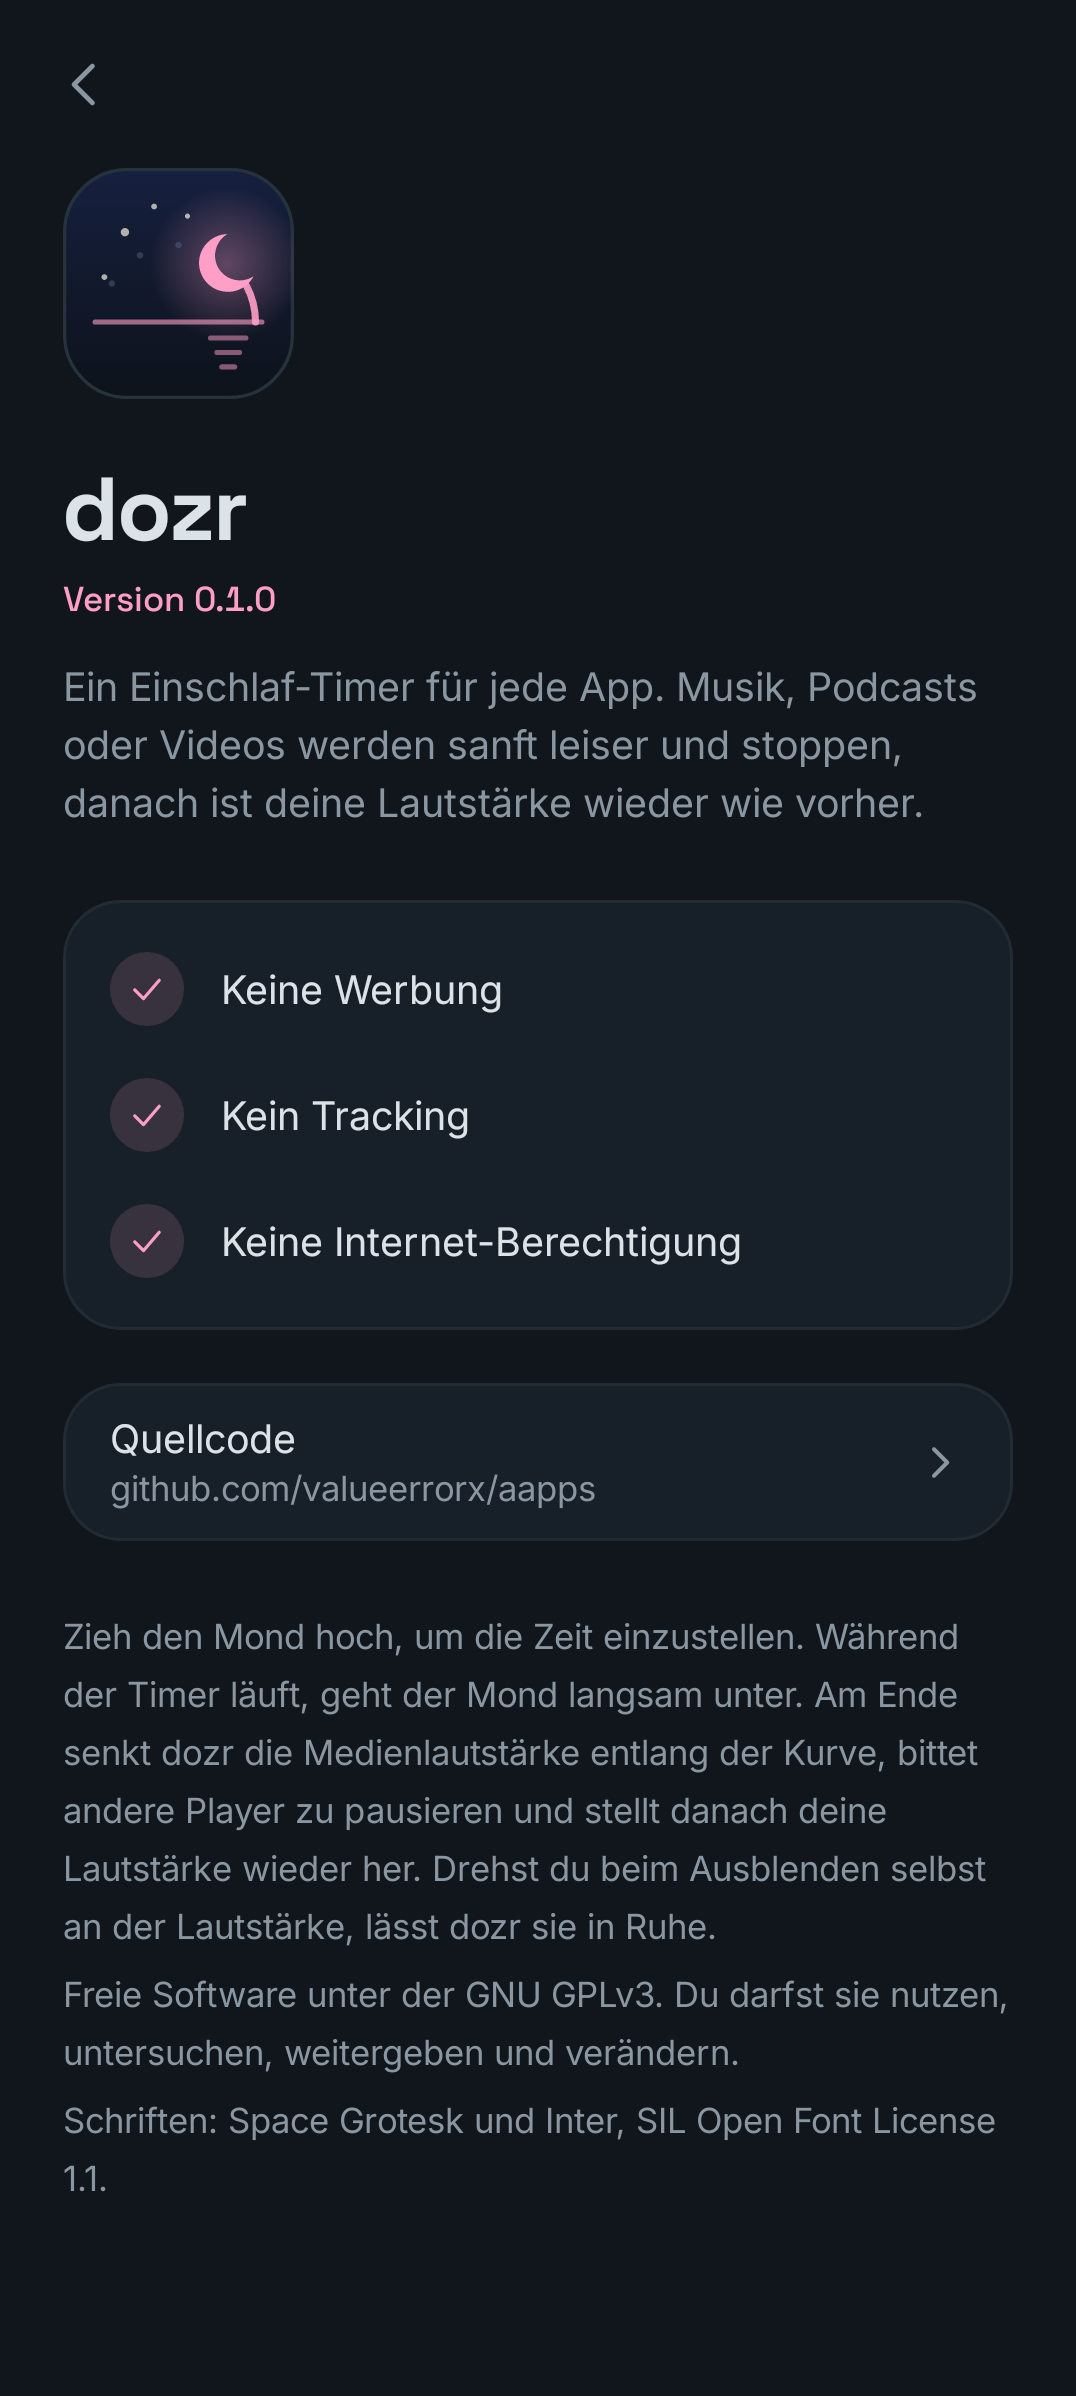 dozr
Version 0.1.0
Ein Einschlaf-Timer für jede App. Musik, Podcasts
oder Videos werden sanft leiser und stoppen,
danach ist deine Lautstärke wieder wie vorher.
Keine Werbung
Kein Tracking
Keine Internet-Berechtigung
Quellcode
github.com/valueerrorx/aapps
Zieh den Mond hoch, um die Zeit einzustellen. Während
der Timer läuft, geht der Mond langsam unter. Am Ende
senkt dozr die Medienlautstärke entlang der Kurve, bittet
andere Player zu pausieren und stellt danach deine
Lautstärke wieder her. Drehst du beim Ausblenden selbst
an der Lautstärke, lässt dozr sie in Ruhe.
Freie Software unter der GNU GPLv3. Du darfst sie nutzen,
untersuchen, weitergeben und verändern.
Schriften: Space Grotesk und Inter, SIL Open Font License
1.1.